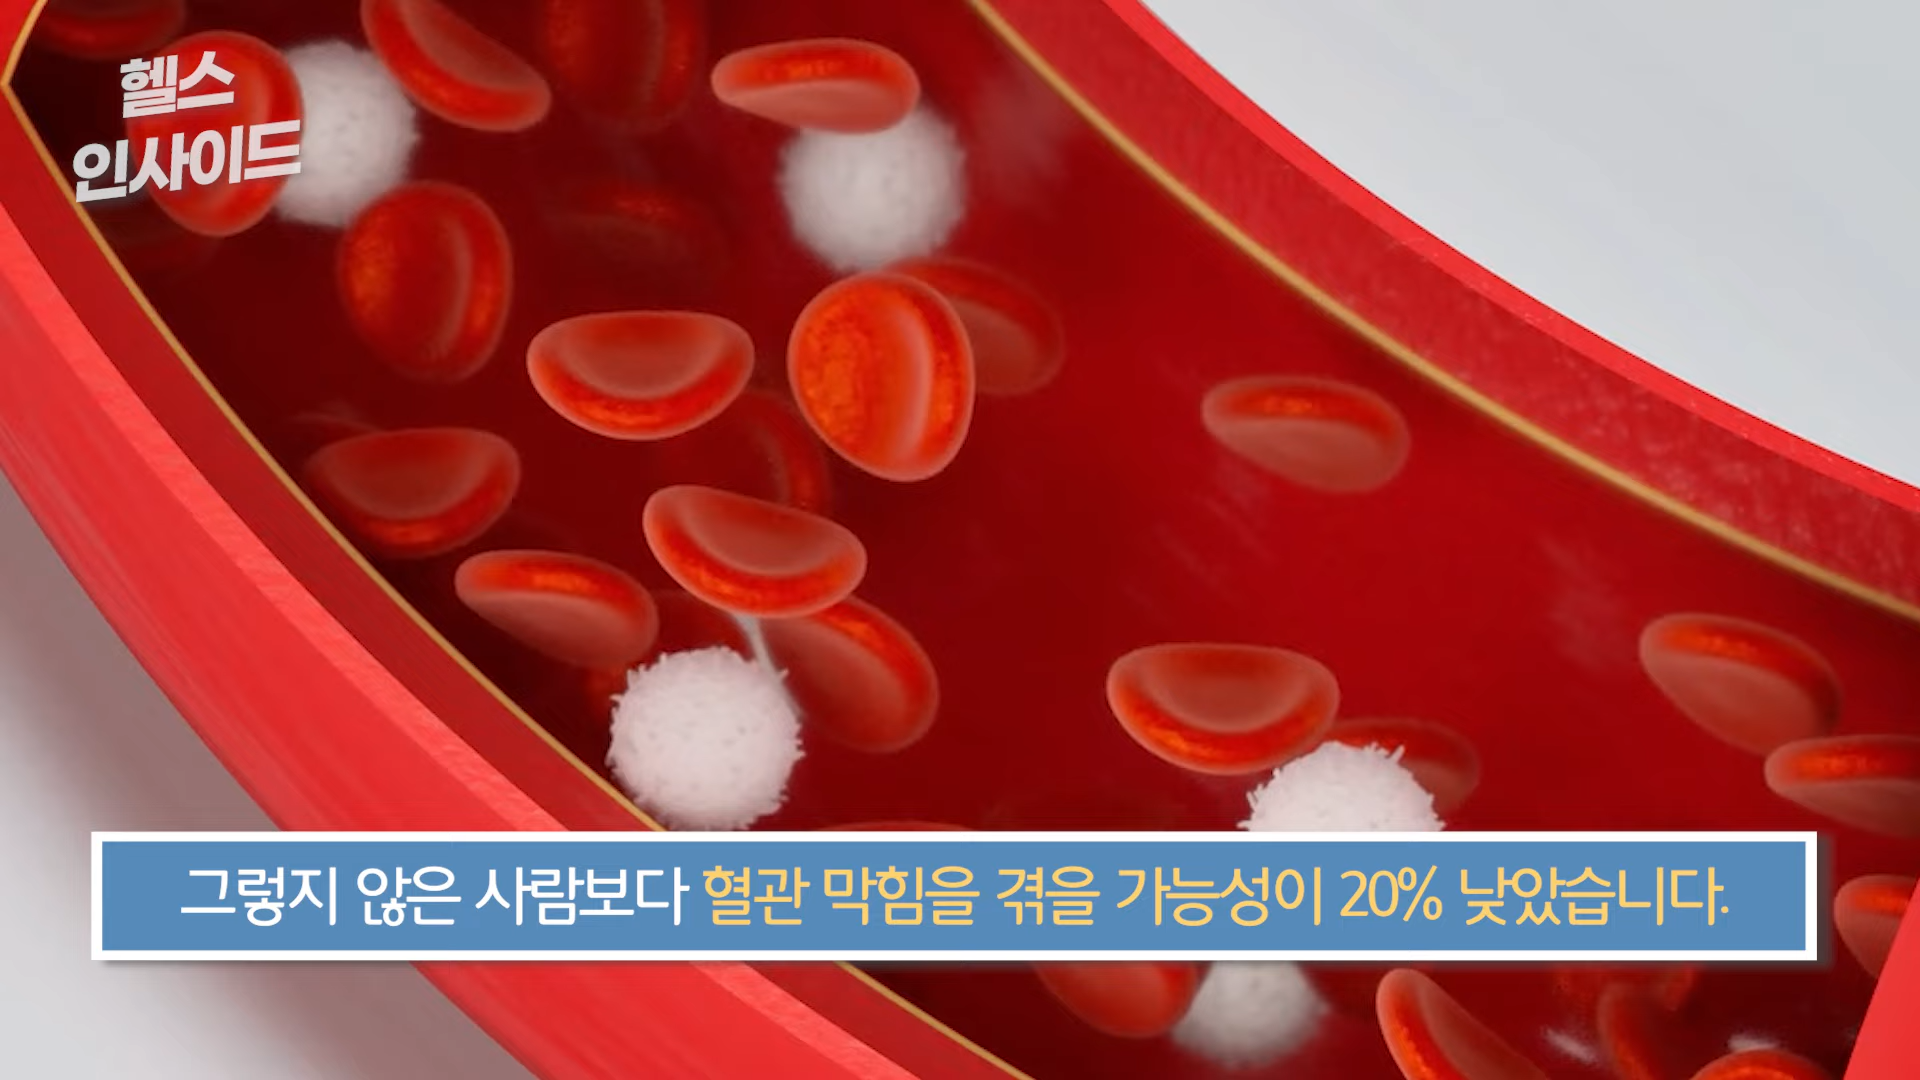 헬스
인사이드
그렇지 않은 사람보다 혈관 막힘을 겪을 가능성이 20% 낮았습니다.